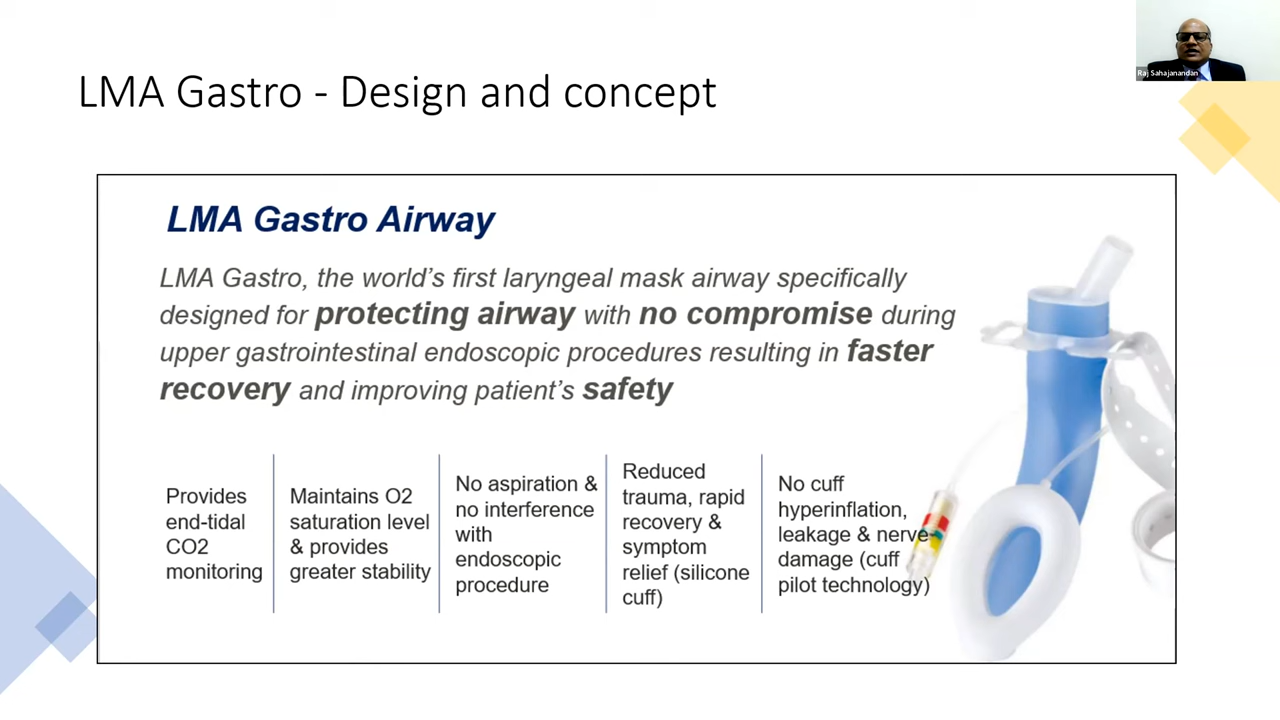 Raj Sahajanandan
LMA Gastro - Design and concept
LMA Gastro Airway
LMA Gastro, the world's first laryngeal mask airway specifically
designed for protecting airway with no compromise during
upper gastrointestinal endoscopic procedures resulting in faster
recovery and improving patient's safety
Provides
end-tidal
CO2
monitoring
Maintains O2
saturation level
& provides
greater stability
No aspiration &
no interference
with
endoscopic
procedure
Reduced
trauma, rapid
recovery &
symptom
relief (silicone
cuff)
No cuff
hyperinflation,
leakage & nerve
damage (cuff
pilot technology)